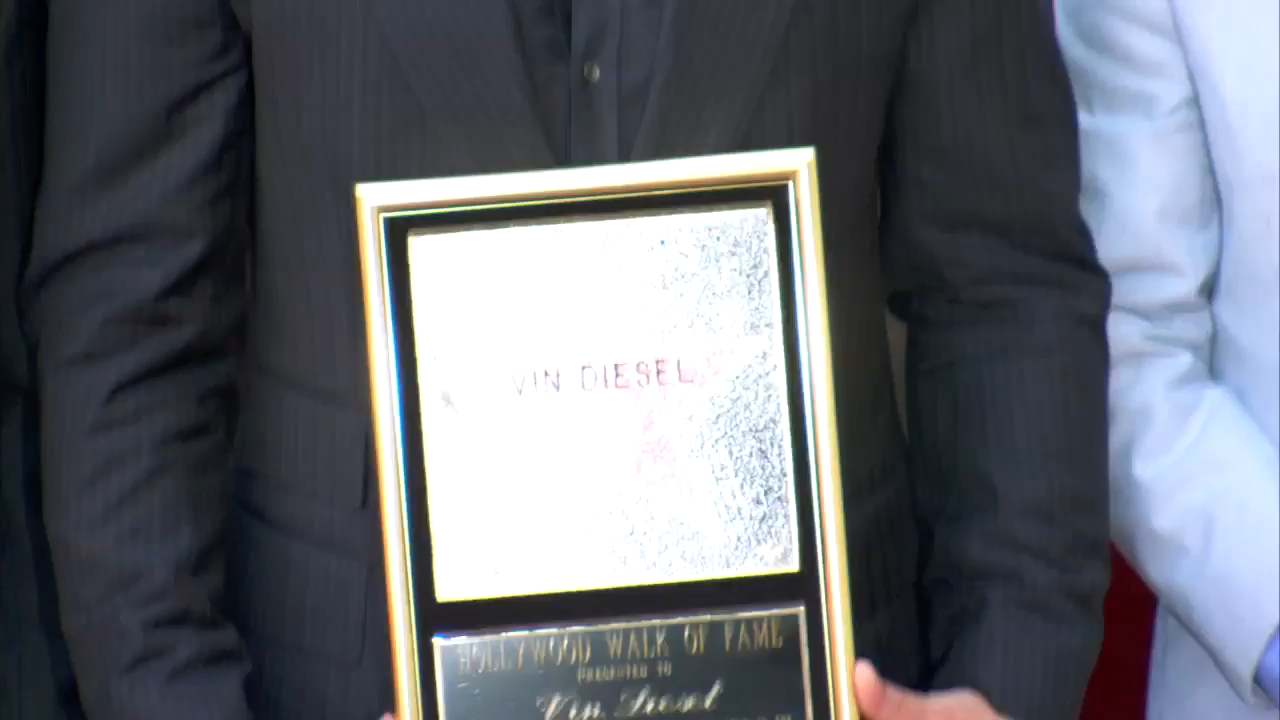 VIN DIESEL
HOLLYWOOD WALK OF FAME
PRESENTED TO
Vin Diesel